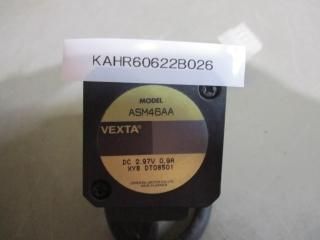 KAHR60622B026
MODEL
ASM46AA
VEXTA
DC 2.97V 0.9A